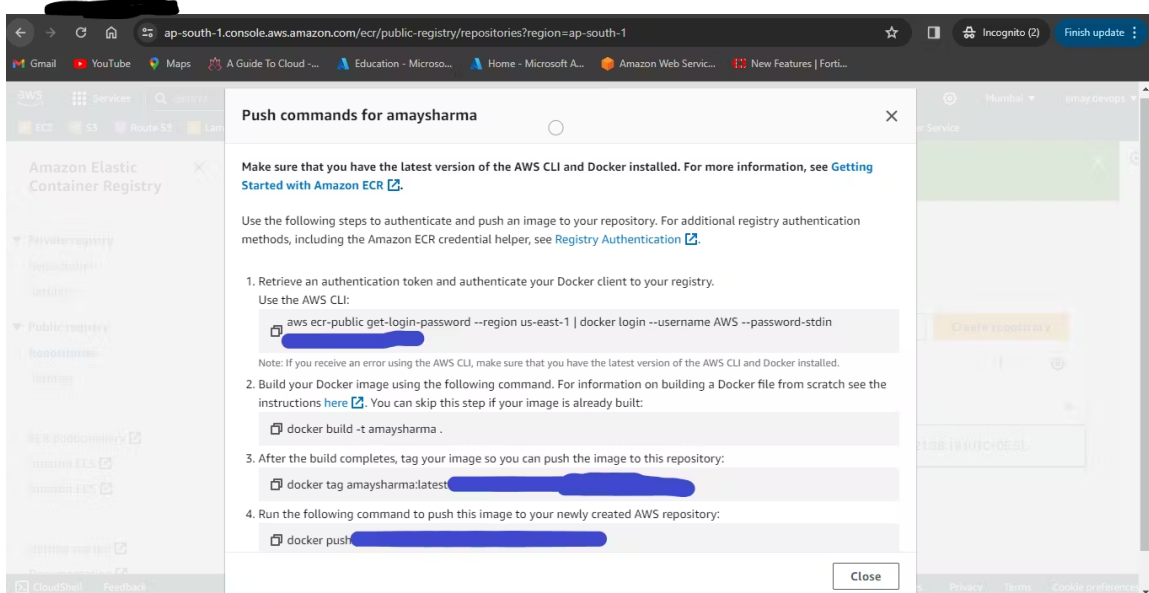 ap-south-1.console.aws.amazon.com/ecr/public-registry/repositories?region=ap-south-1
Incognito (2)
Finish update
Gmail
YouTube
Maps
A Guide To Cloud -...
Education - Microso...
Home - Microsoft A...
Amazon Web Servic...
New Features | Forti...
aws
Services
Mumbai
EC2
S3
Route 53
Push commands for amaysharma
Amazon Elastic
Container Registry
Private registry
Public registry
Create repository
Make sure that you have the latest version of the AWS CLI and Docker installed. For more information, see Getting
Started with Amazon ECR
.
Use the following steps to authenticate and push an image to your repository. For additional registry authentication
methods, including the Amazon ECR credential helper, see Registry Authentication
.
1. Retrieve an authentication token and authenticate your Docker client to your registry.
Use the AWS CLI:
aws ecr-public get-login-password --region us-east-1 | docker login --username AWS --password-stdin
Note: If you receive an error using the AWS CLI, make sure that you have the latest version of the AWS CLI and Docker installed.
2. Build your Docker image using the following command. For information on building a Docker file from scratch see the
instructions here
. You can skip this step if your image is already built:
docker build -t amaysharma .
3. After the build completes, tag your image so you can push the image to this repository:
docker tag amaysharma:latest
4. Run the following command to push this image to your newly created AWS repository:
docker push
Close
CloudShell
Feedback
Privacy
Terms
Cookie preferences